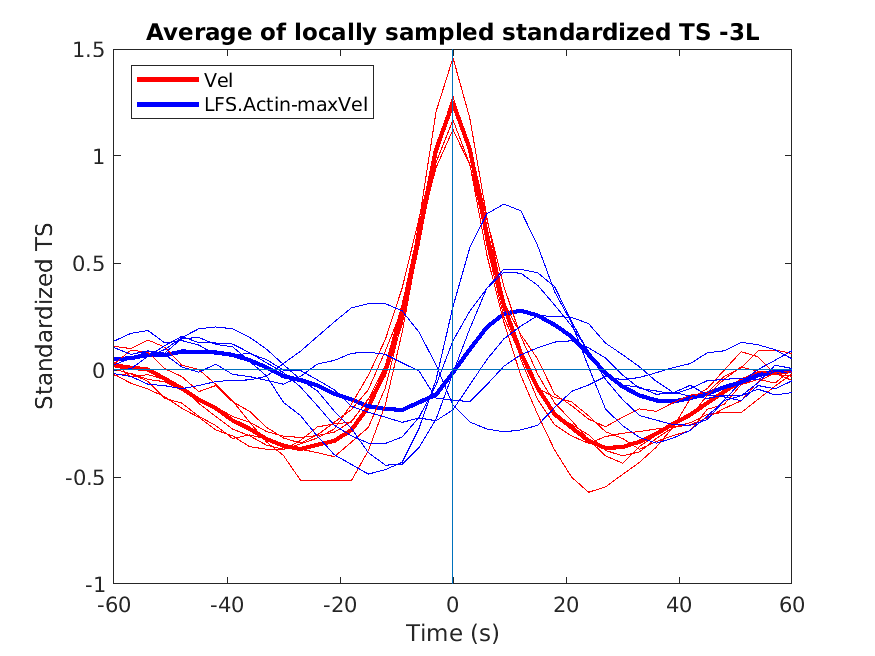 Average of locally sampled standardized TS -3L
1.5
Vel
LFS.Actin-maxVel
1
0.5
0
-0.5
-1
Standardized TS
-60 -40 -20 0 20 40 60
Time (s)